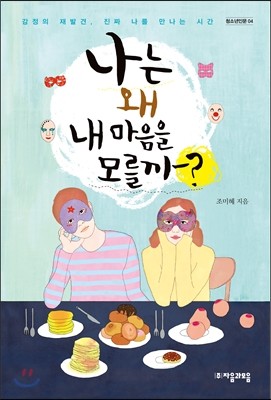 감정의 재발견, 진짜 나를 만나는 시간
청소년인문 04
나는
왜
내 마음을
모를까?
조미혜 지음
(주)자음과모음